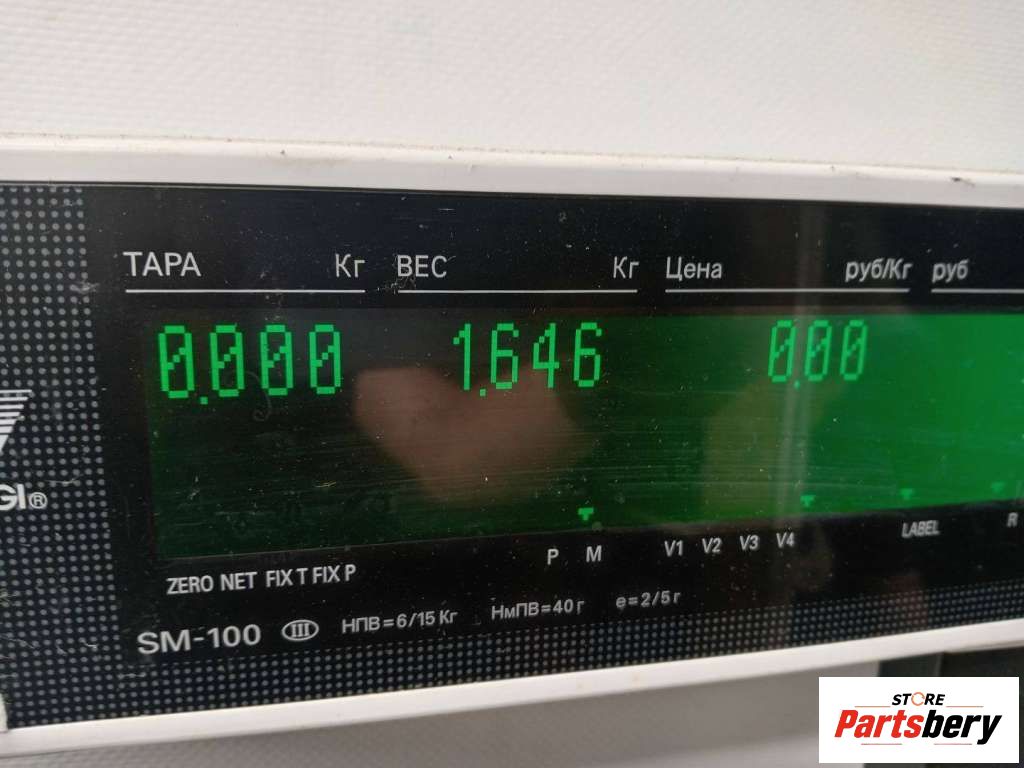 ТАРА Кг ВЕС Кг Цена руб/Кг руб
0.000 1.646 0.00
GI®
P M V1 V2 V3 V4 LABEL R
ZERO NET FIX T FIX P
SM-100 III НПВ=6/15 Кг НмПВ=40 г e=2/5 г
STORE
Partsbery